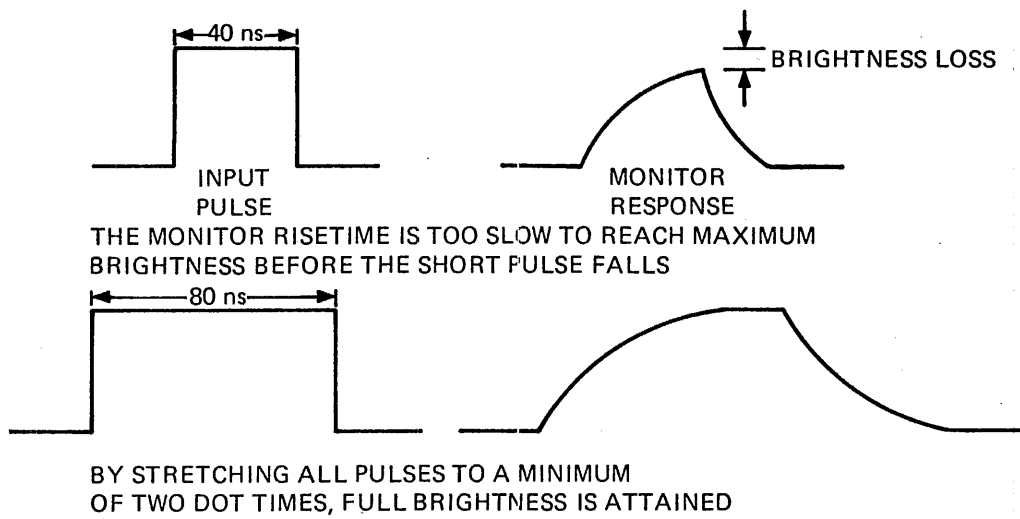 40 ns
BRIGHTNESS LOSS
INPUT
PULSE
MONITOR
RESPONSE
THE MONITOR RISETIME IS TOO SLOW TO REACH MAXIMUM
BRIGHTNESS BEFORE THE SHORT PULSE FALLS
80 ns
BY STRETCHING ALL PULSES TO A MINIMUM
OF TWO DOT TIMES, FULL BRIGHTNESS IS ATTAINED